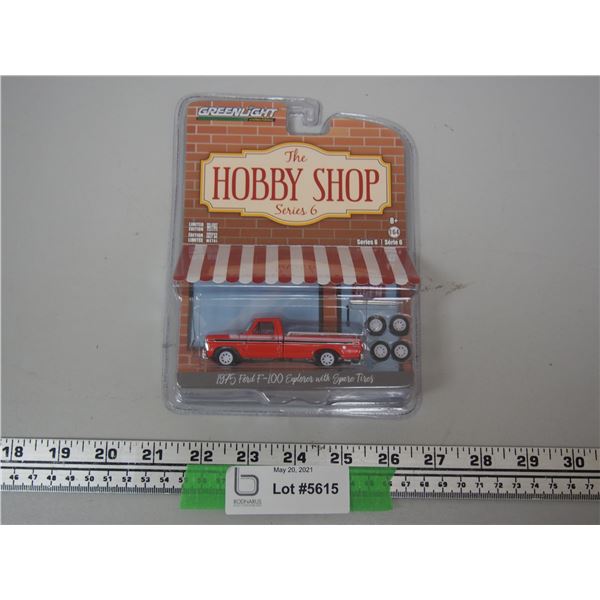 GREENLIGHT
The
HOBBY SHOP
Series 6
LIMITED
EDITION
EDITION
LIMITÉE
8+
1:64
Series 6 | Série 6
1975 Ford F-100 Explorer with Spare Tires
18 19 20 21 22 23 24 25 26 27 28 29 30
May 20, 2021
Lot #5615
b
BODNARUS